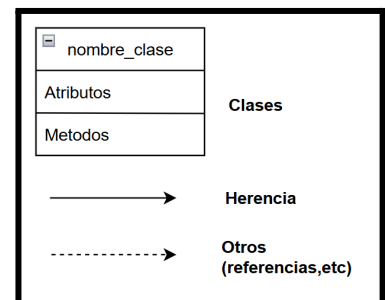 nombre_clase
Atributos
Metodos
Clases
Herencia
Otros
(referencias,etc)